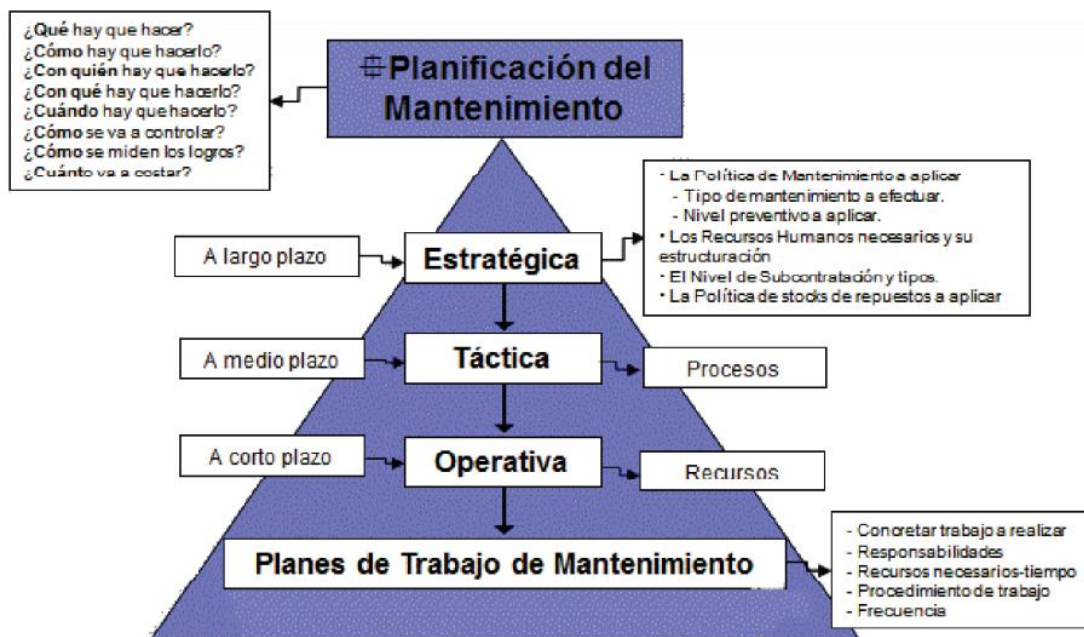 ¿Qué hay que hacer?
¿Cómo hay que hacerlo?
¿Con quién hay que hacerlo?
¿Con qué hay que hacerlo?
¿Cuándo hay que hacerlo?
¿Cómo se va a controlar?
¿Cómo se miden los logros?
¿Cuánto va a costar?
Planificación del
Mantenimiento
• La Política de Mantenimiento a aplicar
- Tipo de mantenimiento a efectuar.
- Nivel preventivo a aplicar.
• Los Recursos Humanos necesarios y su
estructuración
• El Nivel de Subcontratación y tipos.
• La Política de stocks de repuestos a aplicar
A largo plazo
Estratégica
A medio plazo
Táctica
Procesos
A corto plazo
Operativa
Recursos
Planes de Trabajo de Mantenimiento
- Concretar trabajo a realizar
- Responsabilidades
- Recursos necesarios-tiempo
- Procedimiento de trabajo
- Frecuencia